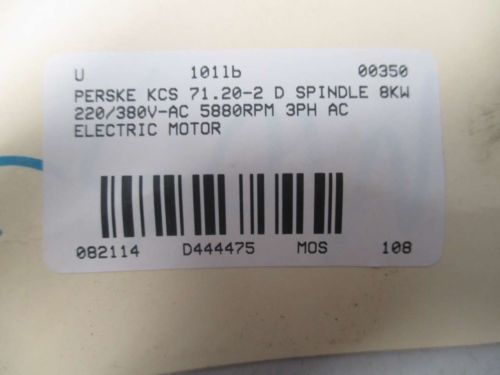 U 101lb 00350
PERSKE KCS 71.20-2 D SPINDLE 8KW
220/380V-AC 5880RPM 3PH AC
ELECTRIC MOTOR
082114 D444475 MOS 108